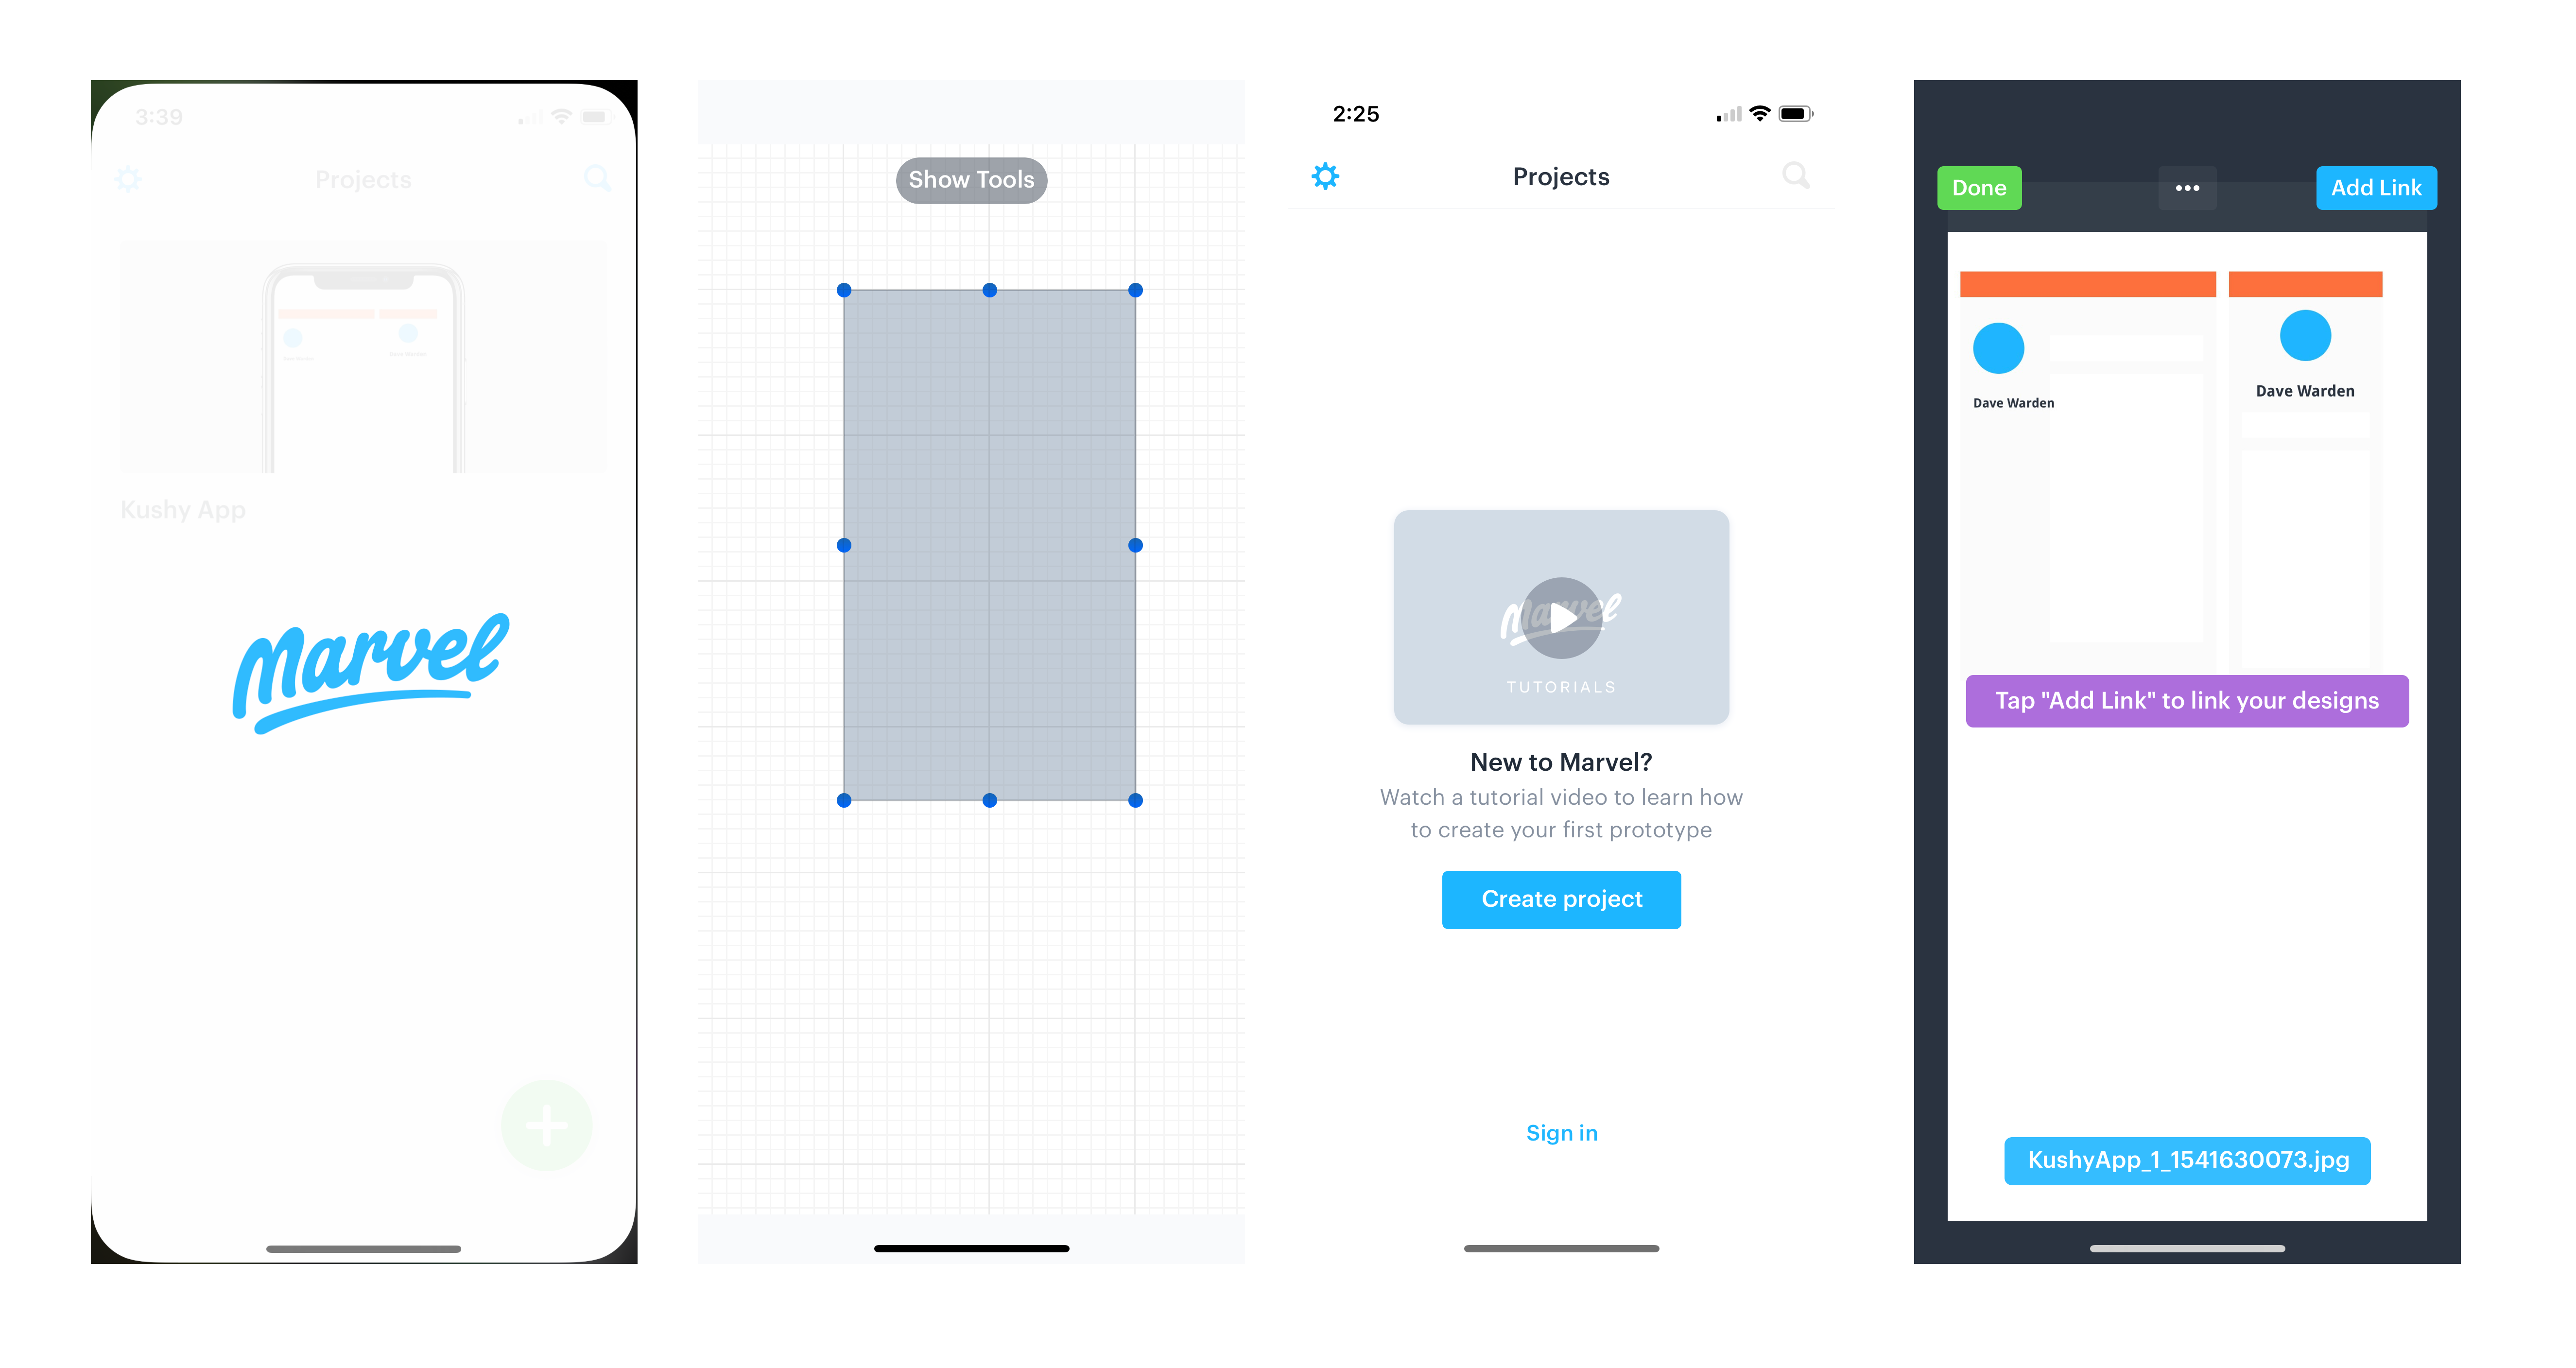 3:39
Projects
Kushy App
Marvel
Show Tools
2:25
Projects
Marvel
TUTORIALS
New to Marvel?
Watch a tutorial video to learn how
to create your first prototype
Create project
Sign in
Done
Add Link
Dave Warden
Dave Warden
Tap "Add Link" to link your designs
KushyApp_1_1541630073.jpg